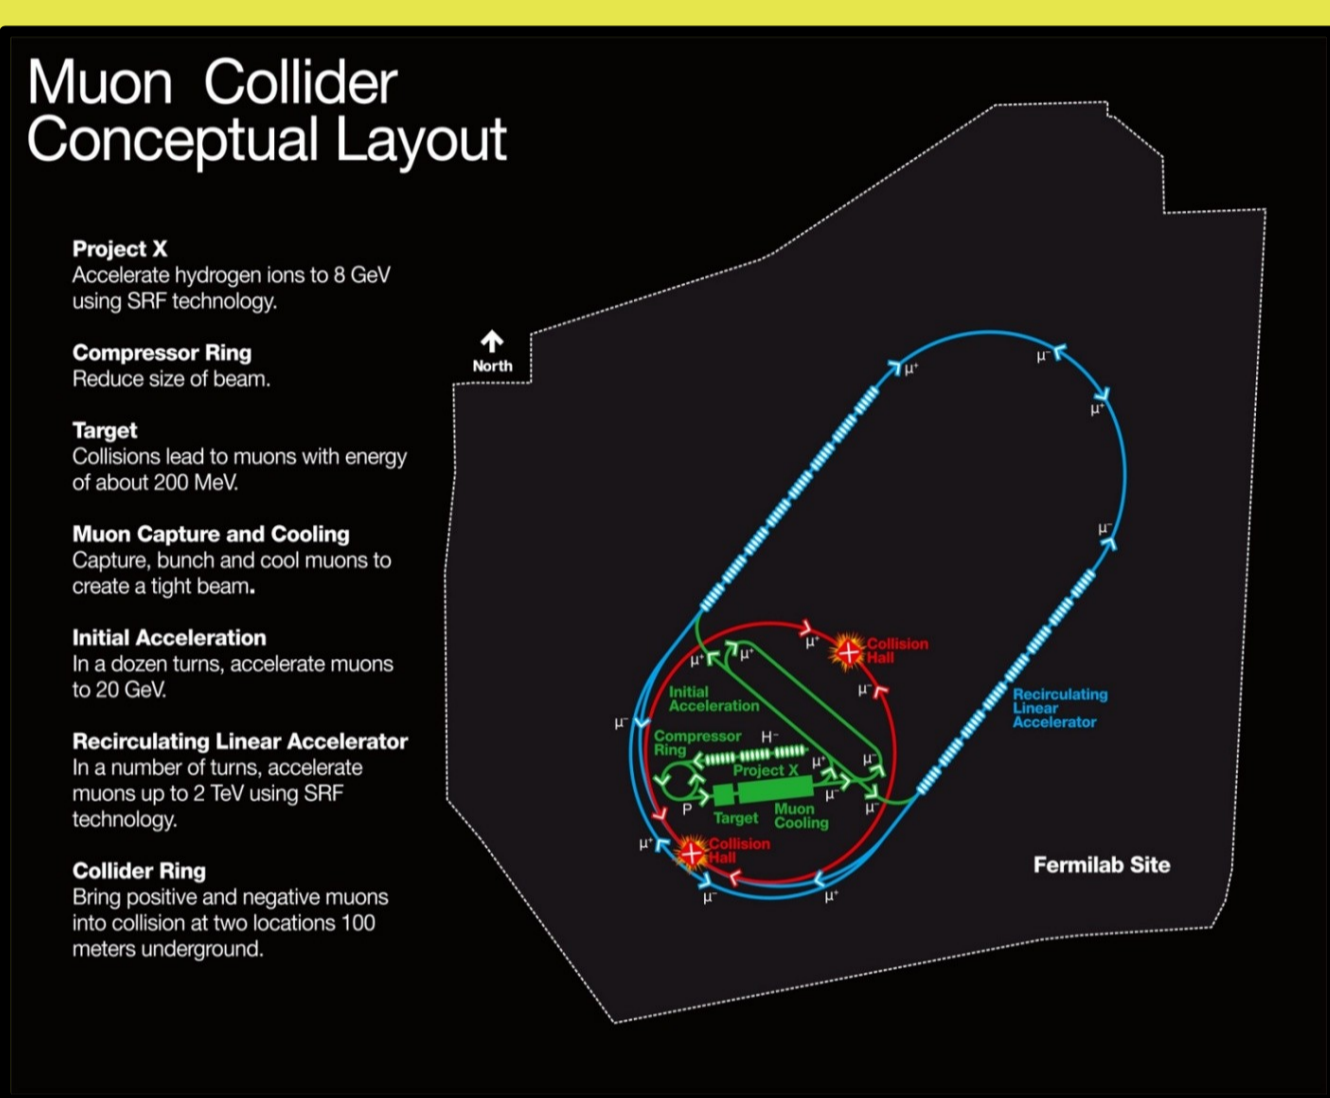 Muon Collider
Conceptual Layout
Project X
Accelerate hydrogen ions to 8 GeV
using SRF technology.
Compressor Ring
Reduce size of beam.
Target
Collisions lead to muons with energy
of about 200 MeV.
Muon Capture and Cooling
Capture, bunch and cool muons to
create a tight beam.
Initial Acceleration
In a dozen turns, accelerate muons
to 20 GeV.
Recirculating Linear Accelerator
In a number of turns, accelerate
muons up to 2 TeV using SRF
technology.
Collider Ring
Bring positive and negative muons
into collision at two locations 100
meters underground.
North
μ⁻
μ⁺
μ⁺
μ⁻
μ⁺
Collision
Hall
μ⁺
μ⁺
μ⁻
Initial
Acceleration
Recirculating
Linear
Accelerator
μ⁻
Compressor
Ring
H⁻
μ⁺
μ⁻
Project X
μ⁻
P
Target
Muon
Cooling
μ⁻
μ⁺
Collision
Hall
Fermilab Site
μ⁻
μ⁺